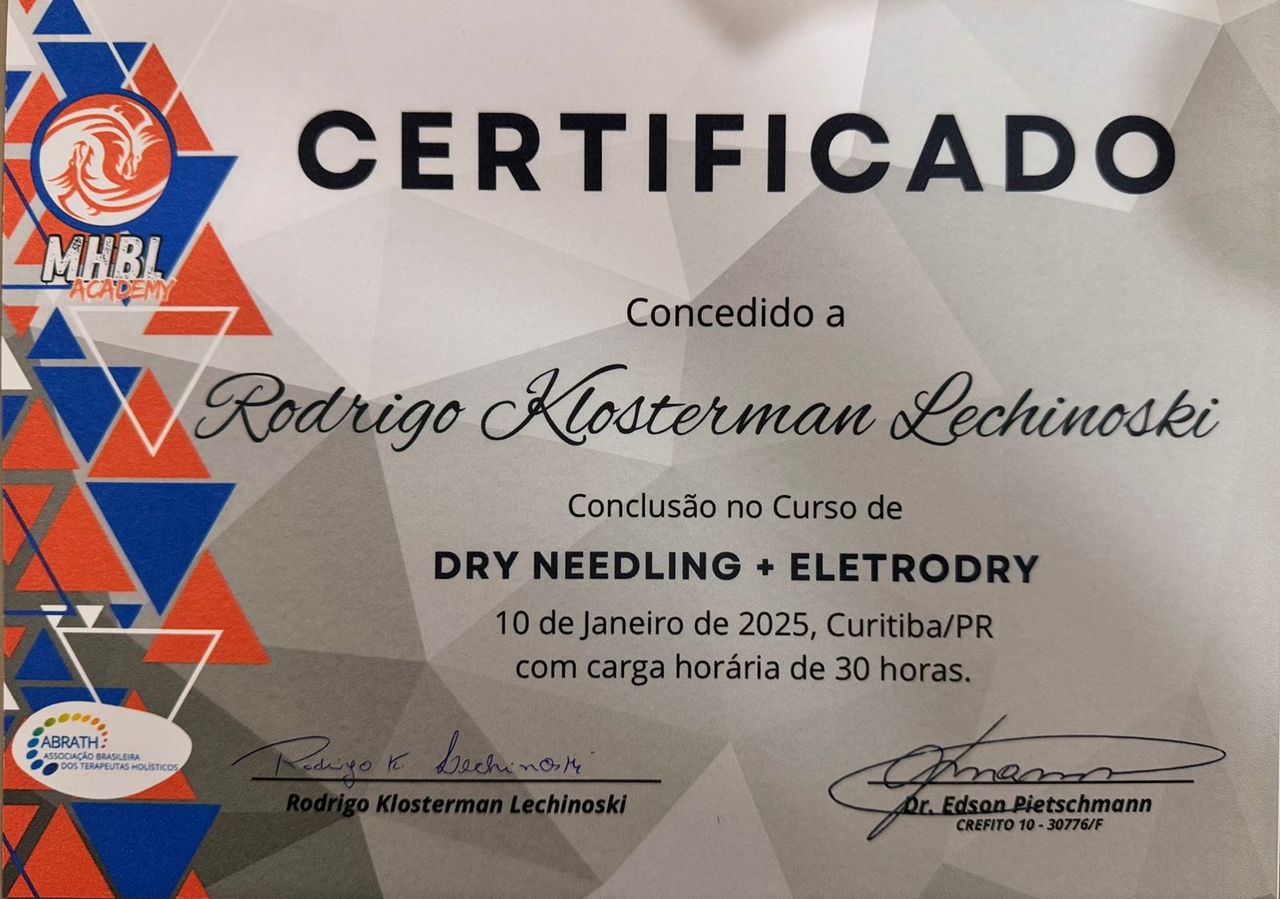 CERTIFICADO
MHBL
ACADEMY
Concedido a
Rodrigo Klosterman Lechinoski
Conclusão no Curso de
DRY NEEDLING + ELETRODRY
10 de Janeiro de 2025, Curitiba/PR
com carga horária de 30 horas.
ABRATH
ASSOCIAÇÃO BRASILEIRA
DOS TERAPEUTAS HOLÍSTICOS
Rodrigo K Lechinoski
Rodrigo Klosterman Lechinoski
Dr. Edson Pietschmann
CREFITO 10 - 30776/F